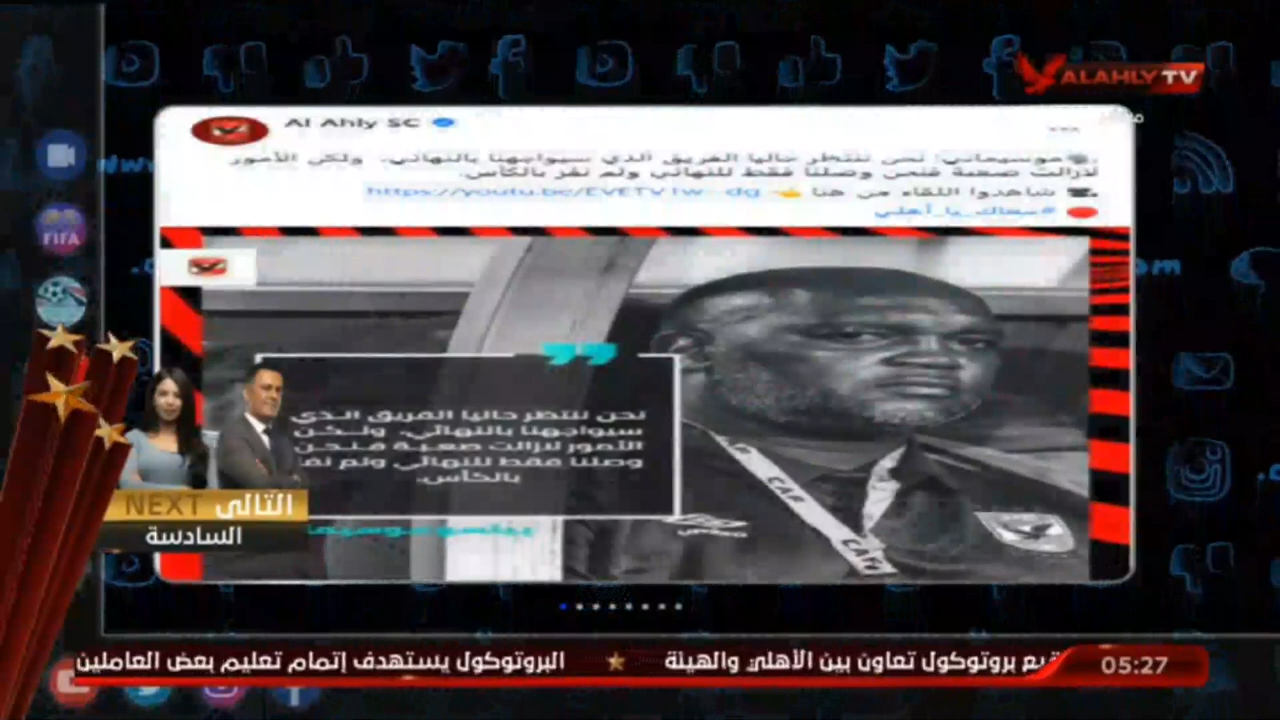 ALAHLY TV
Al Ahly SC
موسيماني: نحن ننتظر حاليا الفريق الذي سيواجهنا بالنهائي، ولكن الأمور
لازالت صعبة فنحن وصلنا فقط للنهائي ولم نفز بالكأس.
شاهدوا اللقاء من هنا
#معاك_يا_أهلي
FIFA
نحن ننتظر حاليا الفريق الذي
سيواجهنا بالنهائي، ولكن
الأمور لازالت صعبة فنحن
وصلنا فقط للنهائي ولم
بالكأس.
CAF
CAF
NEXT التالي
السادسة
بروتوكول تعاون بين الأهلي والهيئة ★ البروتوكول يستهدف إتمام تعليم بعض العاملين
05:27